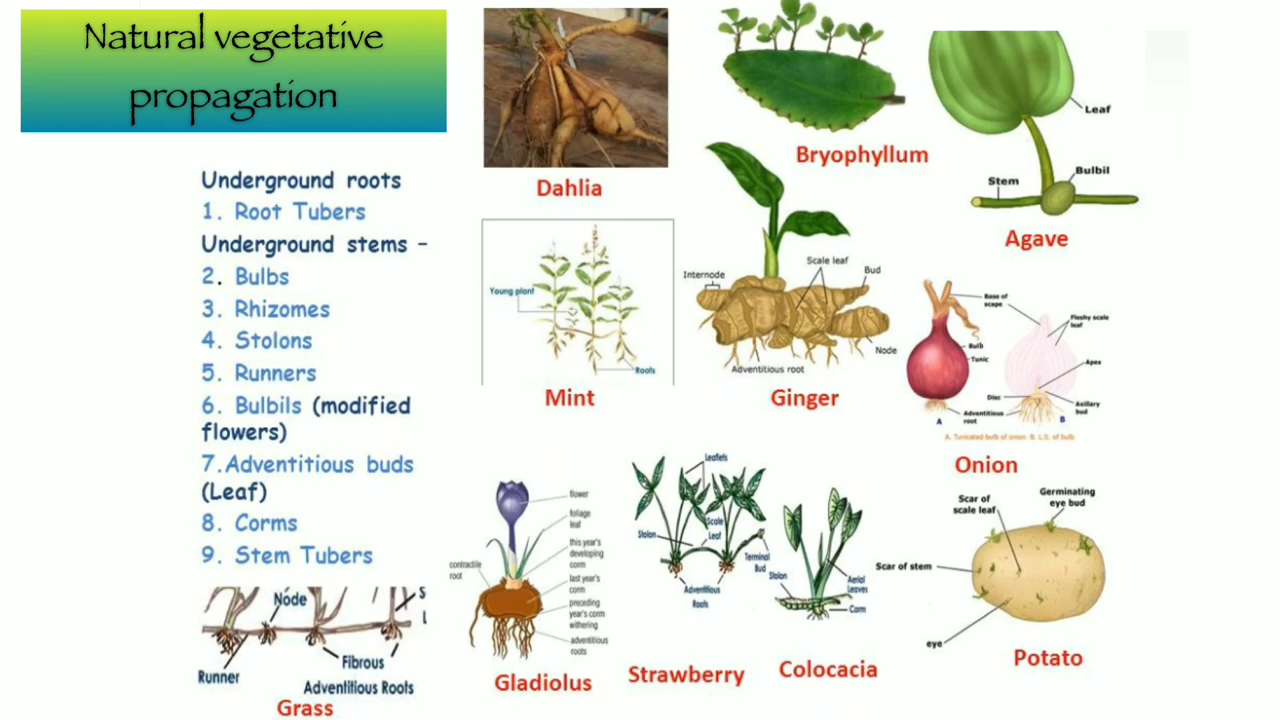 Natural vegetative
propagation
Underground roots
1. Root Tubers
Underground stems -
2. Bulbs
3. Rhizomes
4. Stolons
5. Runners
6. Bulbils (modified
flowers)
7.Adventitious buds
(Leaf)
8. Corms
9. Stem Tubers
Node
S
L
Runner
Fibrous
Adventitious Roots
Grass
Dahlia
Bryophyllum
Leaf
Bulbil
Stem
Agave
Young plant
Roots
Mint
Internode
Scale leaf
Bud
Node
Adventitious root
Ginger
Base of
scape
Fleshy scale
leaf
Bulb
Tunic
Apex
Disc
Axillary
bud
Adventitious
root
A
B
A. Tunicated bulb of onion B. L.S. of bulb
Onion
flower
foliage
leaf
this year's
developing
corm
contractile
root
last year's
corm
preceding
year's corm
withering
adventitious
roots
Gladiolus
Leaflets
Stolon
Scale
Leaf
Terminal
Bud
Adventitious
Roots
Strawberry
Stolon
Aerial
Leaves
Corm
Colocacia
Scar of
scale leaf
Germinating
eye bud
Scar of stem
eye
Potato